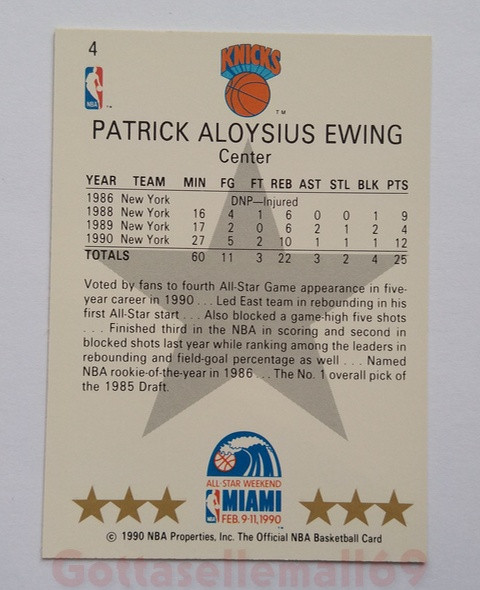 4
KNICKS
NBA
TM
PATRICK ALOYSIUS EWING
Center
YEAR TEAM MIN FG FT REB AST STL BLK PTS
1986 New York DNP—Injured
1988 New York 16 4 1 6 0 0 1 9
1989 New York 17 2 0 6 2 1 2 4
1990 New York 27 5 2 10 1 1 1 12
TOTALS 60 11 3 22 3 2 4 25
Voted by fans to fourth All-Star Game appearance in five-
year career in 1990 . . . Led East team in rebounding in his
first All-Star start . . . Also blocked a game-high five shots
. . . Finished third in the NBA in scoring and second in
blocked shots last year while ranking among the leaders in
rebounding and field-goal percentage as well . . . Named
NBA rookie-of-the-year in 1986 . . . The No. 1 overall pick of
the 1985 Draft.
ALL-STAR WEEKEND
NBA MIAMI
FEB. 9-11, 1990
© 1990 NBA Properties, Inc. The Official NBA Basketball Card
Gottasellemall69